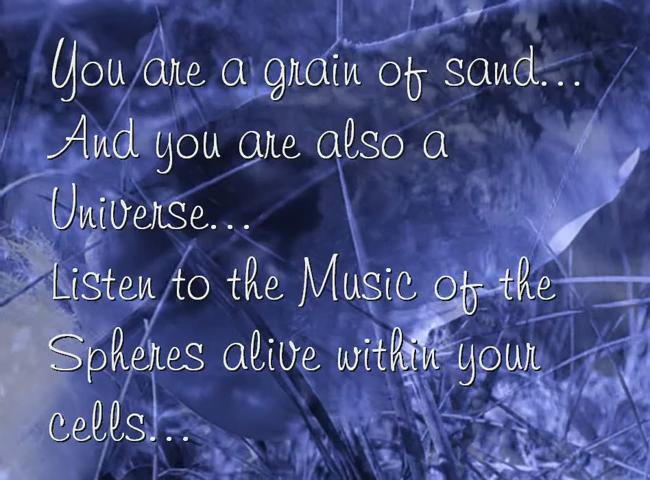 You are a grain of sand...
And you are also a
Universe...
Listen to the Music of the
Spheres alive within your
cells...